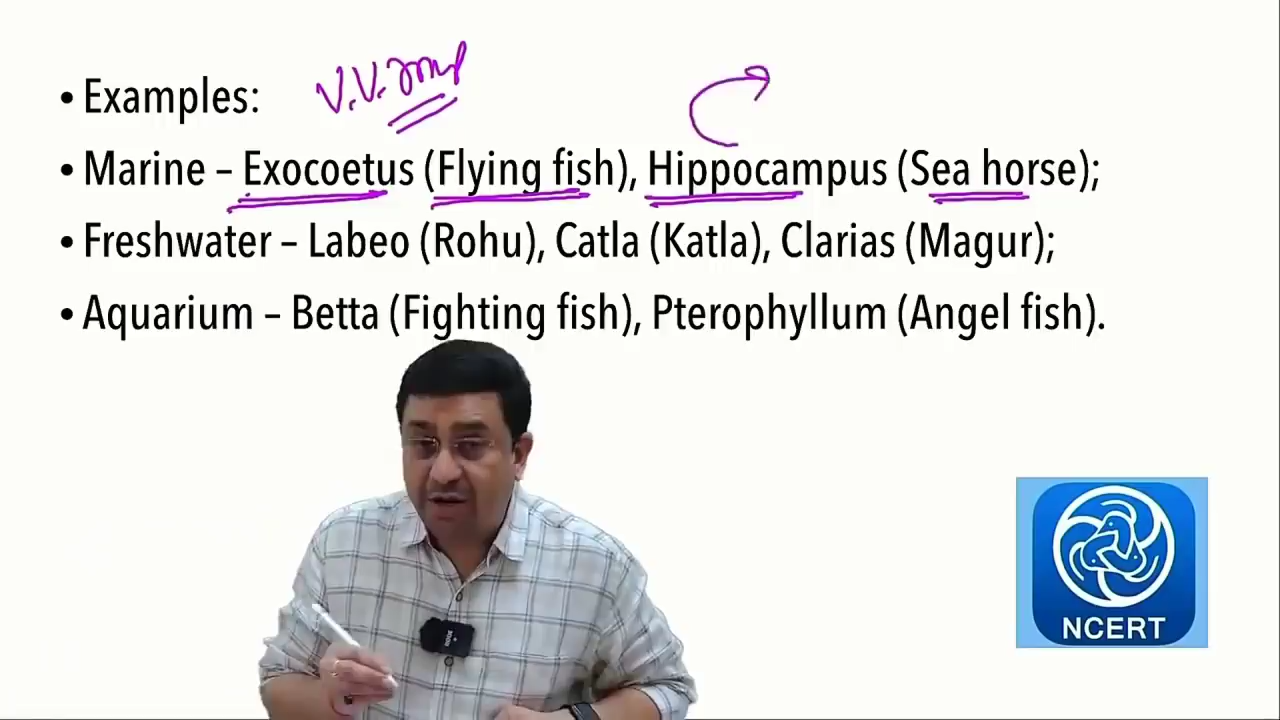 V.V. Imp
• Examples:
• Marine – Exocoetus (Flying fish), Hippocampus (Sea horse);
• Freshwater – Labeo (Rohu), Catla (Katla), Clarias (Magur);
• Aquarium – Betta (Fighting fish), Pterophyllum (Angel fish).
NCERT